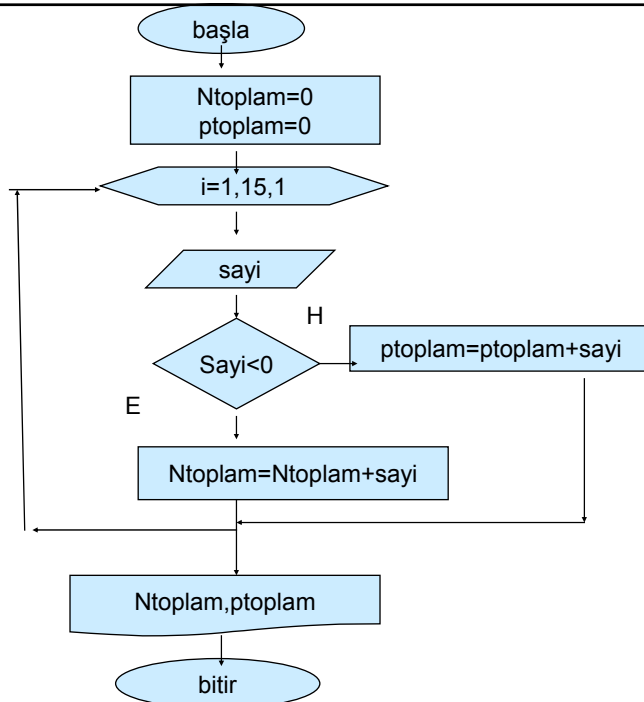 başla
Ntoplam=0
ptoplam=0
i=1,15,1
sayi
H
Sayi<0
ptoplam=ptoplam+sayi
E
Ntoplam=Ntoplam+sayi
Ntoplam,ptoplam
bitir